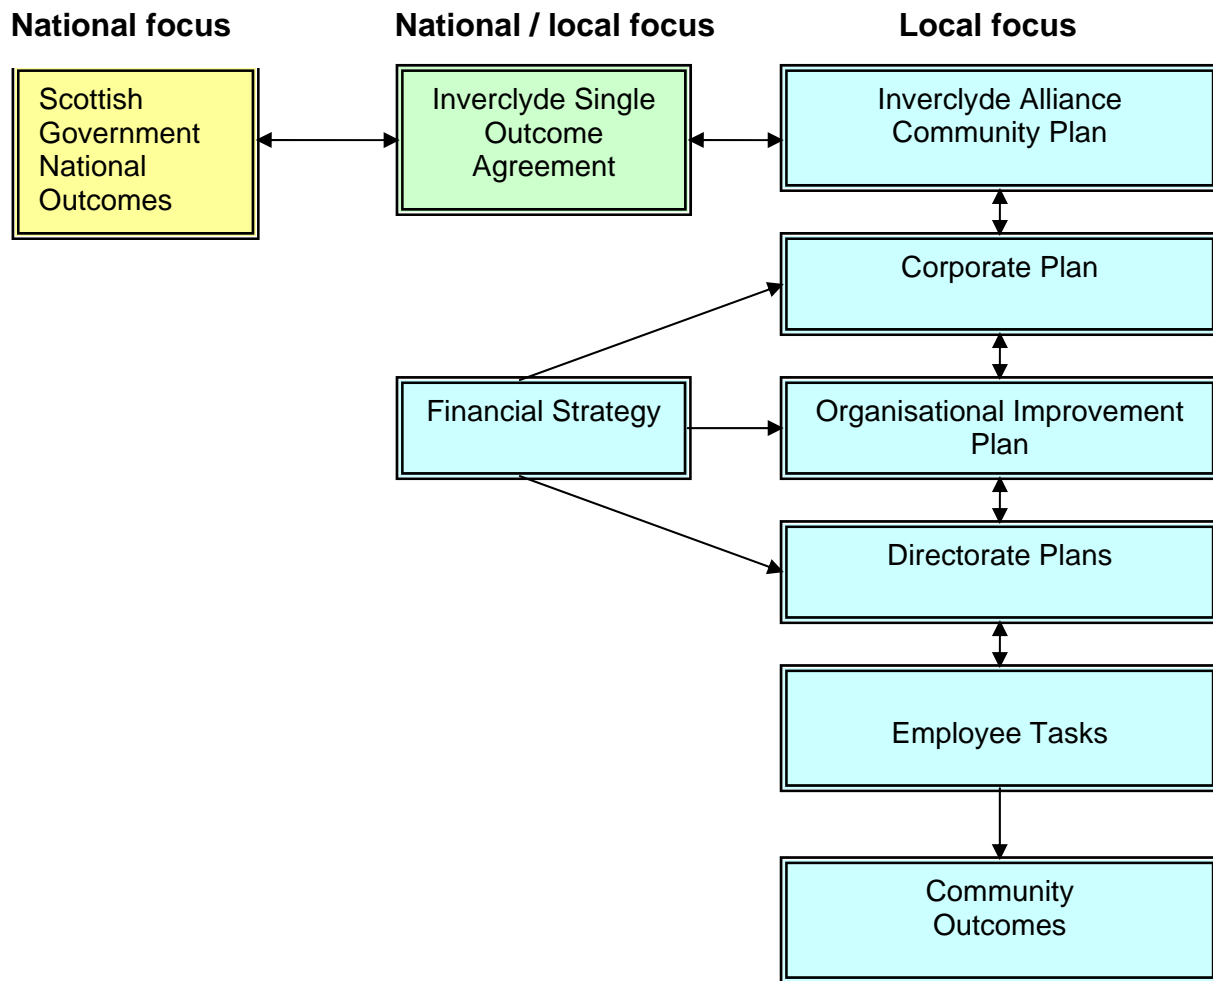 National focus
National / local focus
Local focus
Scottish
Government
National
Outcomes
Inverclyde Single
Outcome
Agreement
Inverclyde Alliance
Community Plan
Corporate Plan
Financial Strategy
Organisational Improvement
Plan
Directorate Plans
Employee Tasks
Community
Outcomes